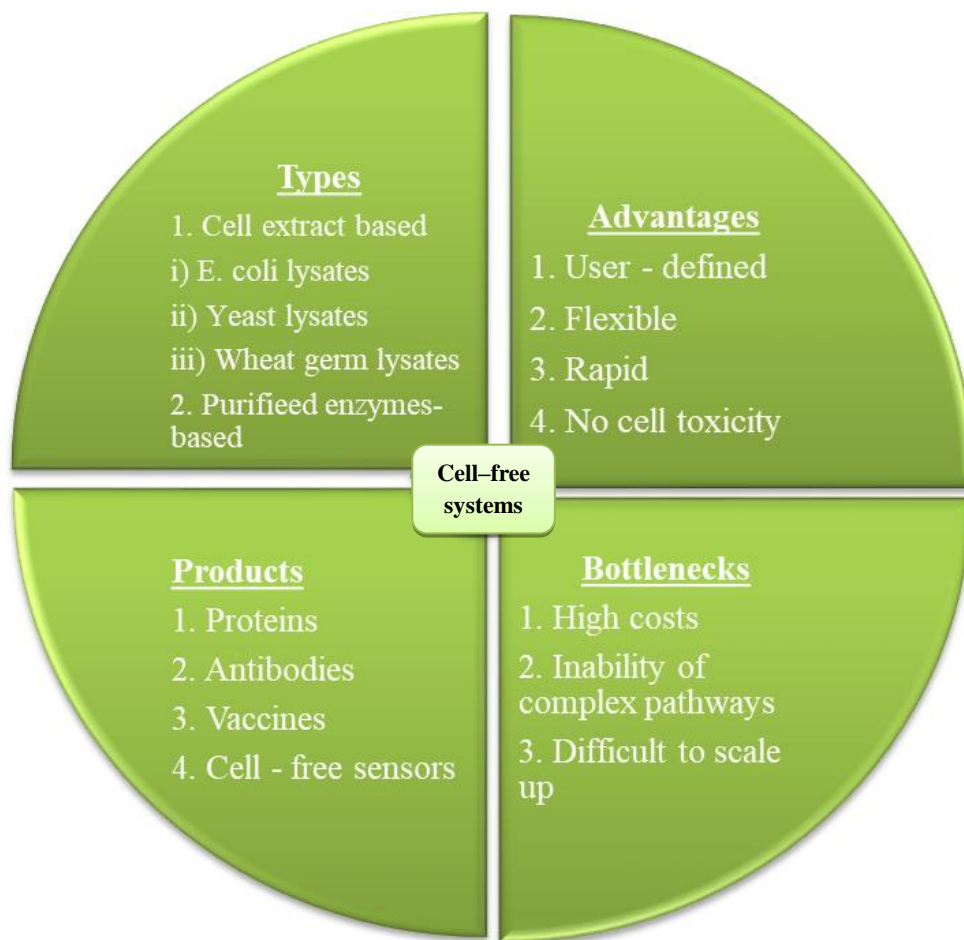 Types
1. Cell extract based
i) E. coli lysates
ii) Yeast lysates
iii) Wheat germ lysates
2. Purifieed enzymes-
based
Advantages
1. User - defined
2. Flexible
3. Rapid
4. No cell toxicity
Cell–free
systems
Products
1. Proteins
2. Antibodies
3. Vaccines
4. Cell - free sensors
Bottlenecks
1. High costs
2. Inability of
complex pathways
3. Difficult to scale
up